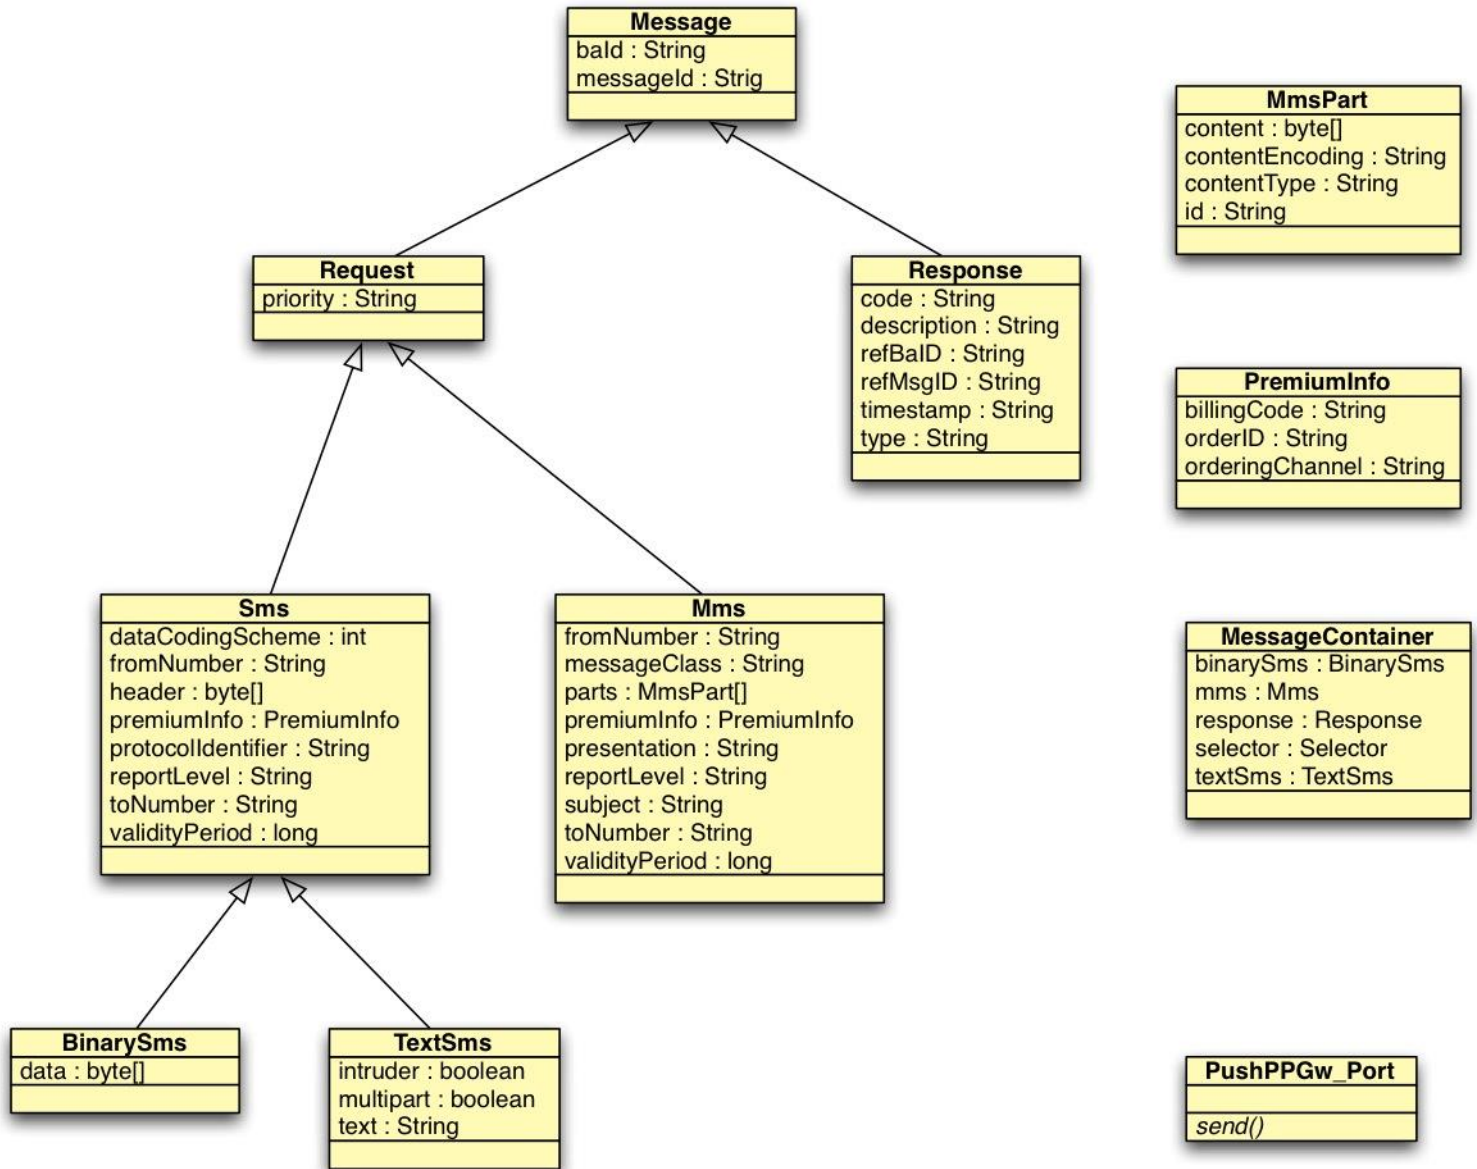 Message
baId : String
messageId : Strig
MmsPart
content : byte[]
contentEncoding : String
contentType : String
id : String
Request
priority : String
Response
code : String
description : String
refBaID : String
refMsgID : String
timestamp : String
type : String
PremiumInfo
billingCode : String
orderID : String
orderingChannel : String
Sms
dataCodingScheme : int
fromNumber : String
header : byte[]
premiumInfo : PremiumInfo
protocolIdentifier : String
reportLevel : String
toNumber : String
validityPeriod : long
Mms
fromNumber : String
messageClass : String
parts : MmsPart[]
premiumInfo : PremiumInfo
presentation : String
reportLevel : String
subject : String
toNumber : String
validityPeriod : long
MessageContainer
binarySms : BinarySms
mms : Mms
response : Response
selector : Selector
textSms : TextSms
BinarySms
data : byte[]
TextSms
intruder : boolean
multipart : boolean
text : String
PushPPGw_Port
send()